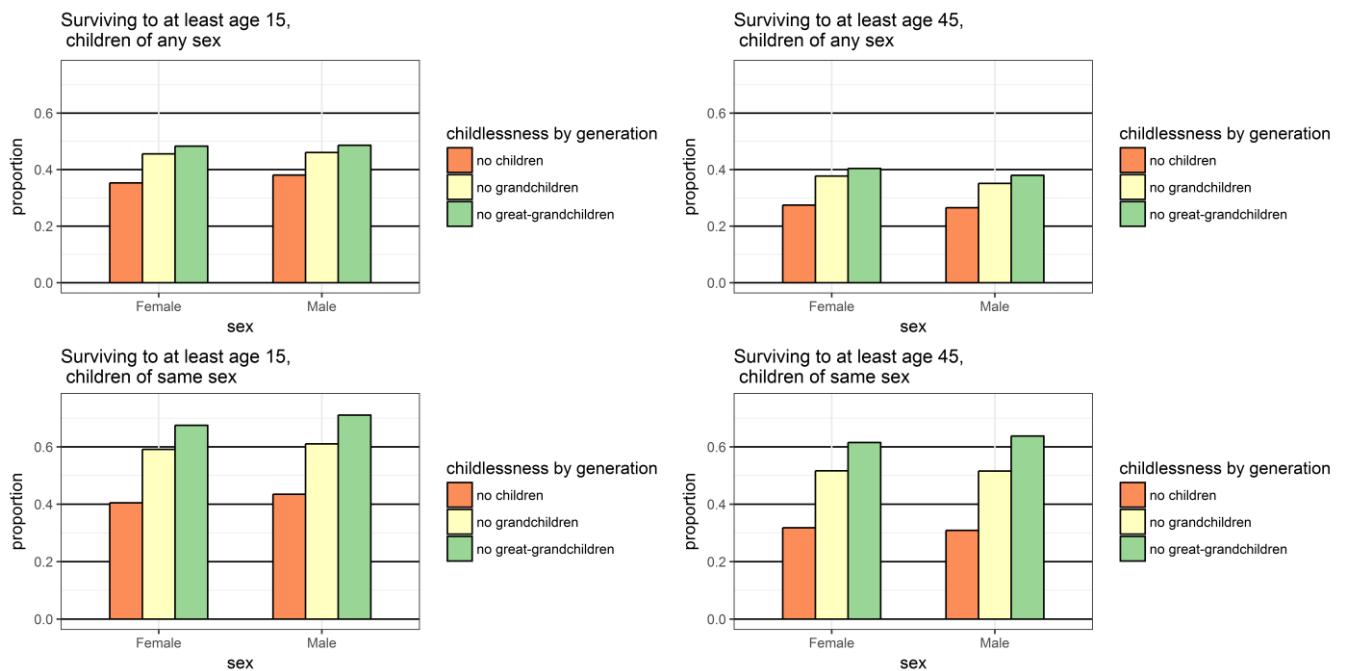 Surviving to at least age 15,
children of any sex
proportion
0.6
0.4
0.2
0.0
Female
Male
sex
childlessness by generation
no children
no grandchildren
no great-grandchildren
Surviving to at least age 45,
children of any sex
proportion
0.6
0.4
0.2
0.0
Female
Male
sex
childlessness by generation
no children
no grandchildren
no great-grandchildren
Surviving to at least age 15,
children of same sex
proportion
0.6
0.4
0.2
0.0
Female
Male
sex
childlessness by generation
no children
no grandchildren
no great-grandchildren
Surviving to at least age 45,
children of same sex
proportion
0.6
0.4
0.2
0.0
Female
Male
sex
childlessness by generation
no children
no grandchildren
no great-grandchildren